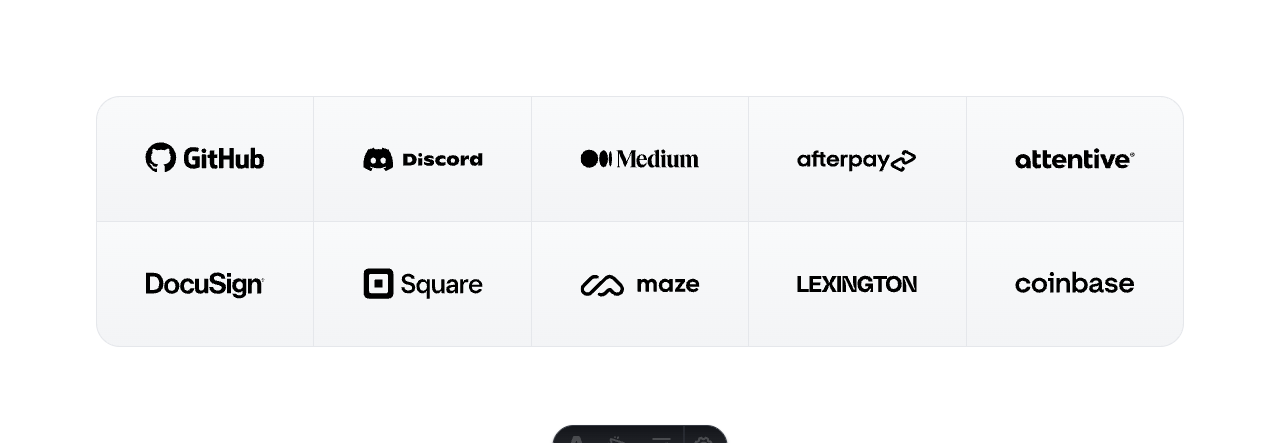 GitHub
Discord
Medium
afterpay
attentive®
DocuSign®
Square
maze
LEXINGTON
coinbase